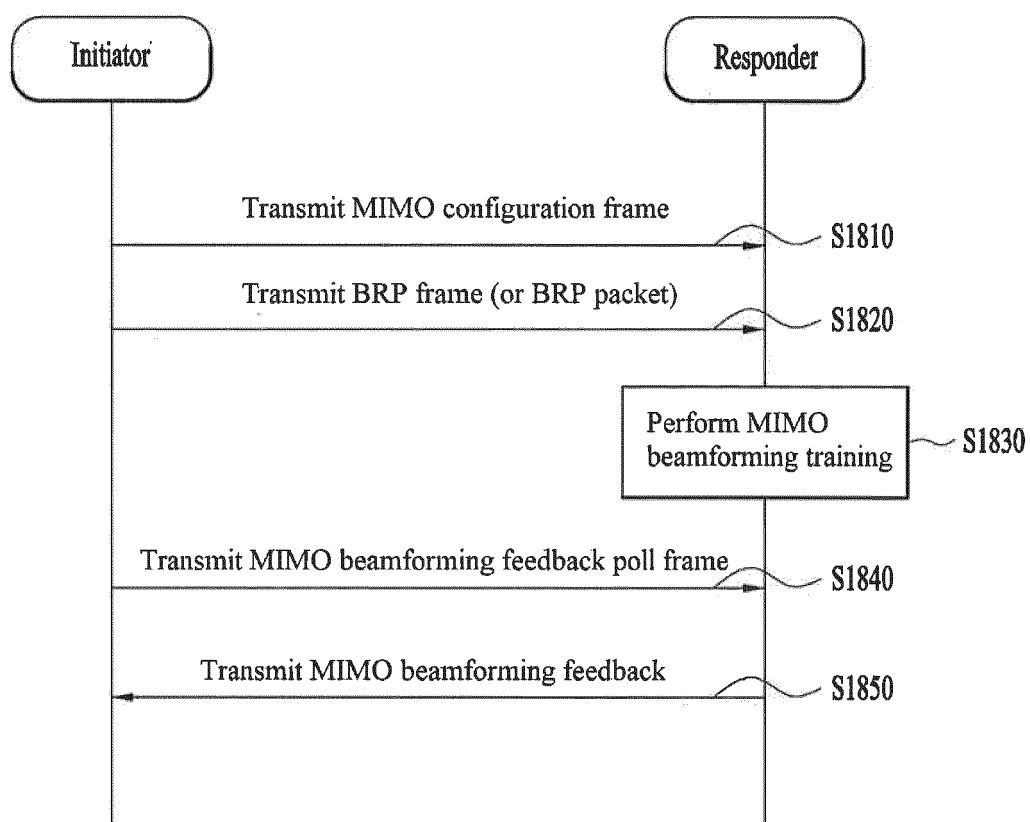 Initiator
Responder
Transmit MIMO configuration frame
S1810
Transmit BRP frame (or BRP packet)
S1820
Perform MIMO
beamforming training
S1830
Transmit MIMO beamforming feedback poll frame
S1840
Transmit MIMO beamforming feedback
S1850